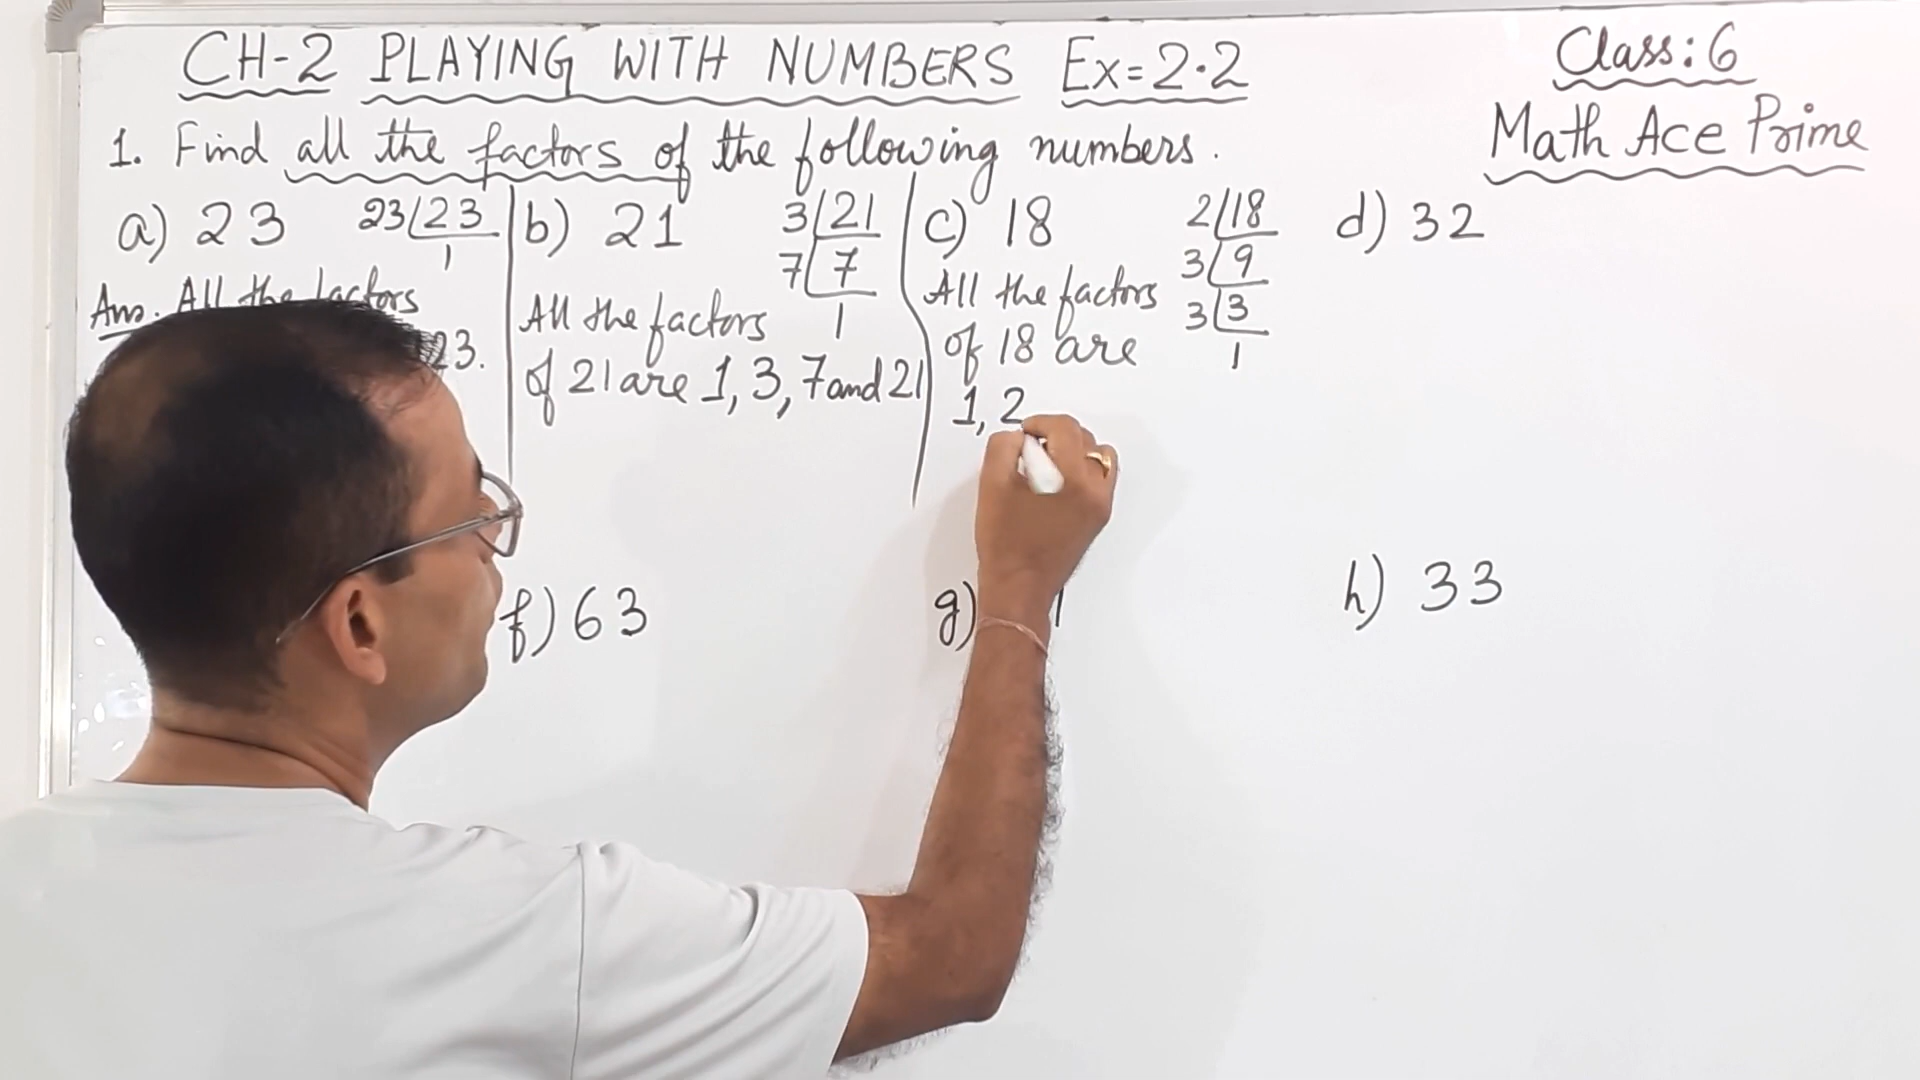 CH-2 PLAYING WITH NUMBERS Ex=2.2
Class: 6
Math Ace Prime
1. Find all the factors of the following numbers.
a) 23
23 23
1
Ans. All the factors
23.
b) 21
3 21
7 7
1
All the factors
of 21 are 1, 3, 7 and 21
c) 18
2 18
3 9
3 3
1
All the factors
of 18 are
1, 2
d) 32
f) 63
g)
h) 33